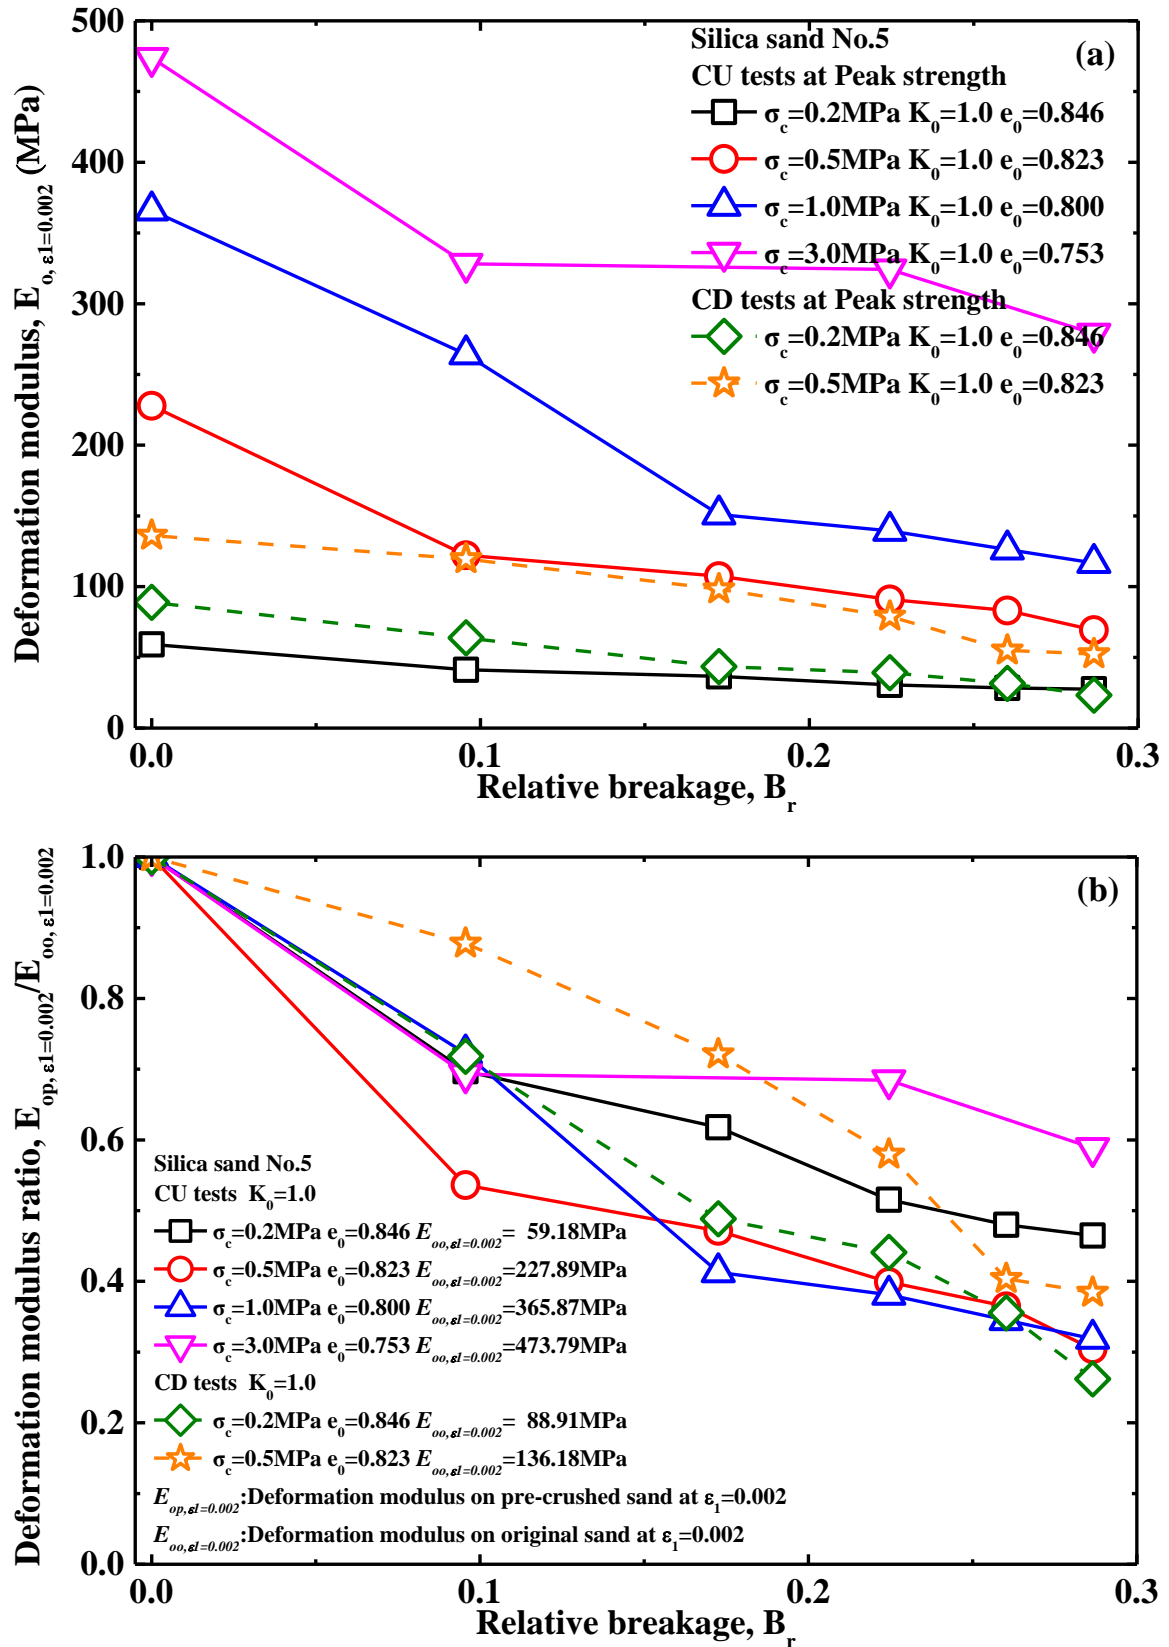 500
400
300
200
100
0
Deformation modulus, E o, ε1=0.002 (MPa)
Silica sand No.5
(a)
CU tests at Peak strength
σc=0.2MPa K0=1.0 e0=0.846
σc=0.5MPa K0=1.0 e0=0.823
σc=1.0MPa K0=1.0 e0=0.800
σc=3.0MPa K0=1.0 e0=0.753
CD tests at Peak strength
σc=0.2MPa K0=1.0 e0=0.846
σc=0.5MPa K0=1.0 e0=0.823
0.0 0.1 0.2 0.3
Relative breakage, Br
1.0
0.8
0.6
0.4
0.2
0.0
Deformation modulus ratio, E op, ε1=0.002/E oo, ε1=0.002
(b)
Silica sand No.5
CU tests K0=1.0
σc=0.2MPa e0=0.846 Eoo,ε1=0.002= 59.18MPa
σc=0.5MPa e0=0.823 Eoo,ε1=0.002=227.89MPa
σc=1.0MPa e0=0.800 Eoo,ε1=0.002=365.87MPa
σc=3.0MPa e0=0.753 Eoo,ε1=0.002=473.79MPa
CD tests K0=1.0
σc=0.2MPa e0=0.846 Eoo,ε1=0.002= 88.91MPa
σc=0.5MPa e0=0.823 Eoo,ε1=0.002=136.18MPa
Eop,ε1=0.002:Deformation modulus on pre-crushed sand at ε1=0.002
Eoo,ε1=0.002:Deformation modulus on original sand at ε1=0.002
0.0 0.1 0.2 0.3
Relative breakage, Br